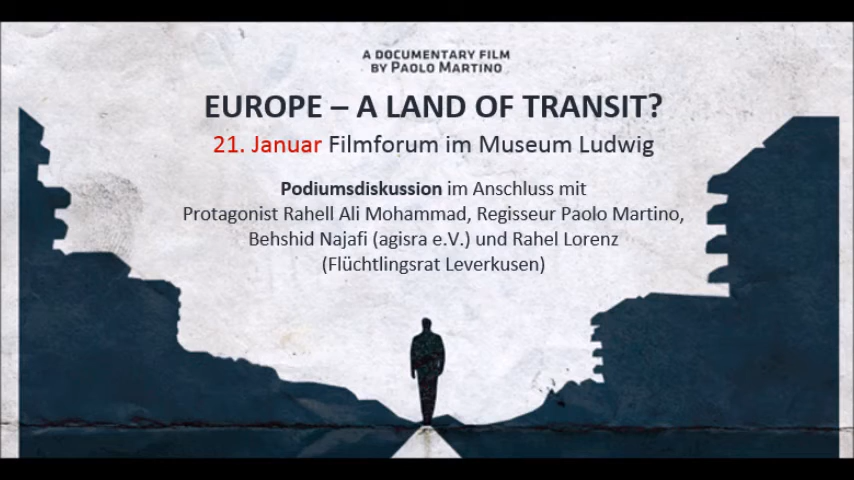 A DOCUMENTARY FILM
BY PAOLO MARTINO
EUROPE – A LAND OF TRANSIT?
21. Januar Filmforum im Museum Ludwig
Podiumsdiskussion im Anschluss mit
Protagonist Rahell Ali Mohammad, Regisseur Paolo Martino,
Behshid Najafi (agisra e.V.) und Rahel Lorenz
(Flüchtlingsrat Leverkusen)